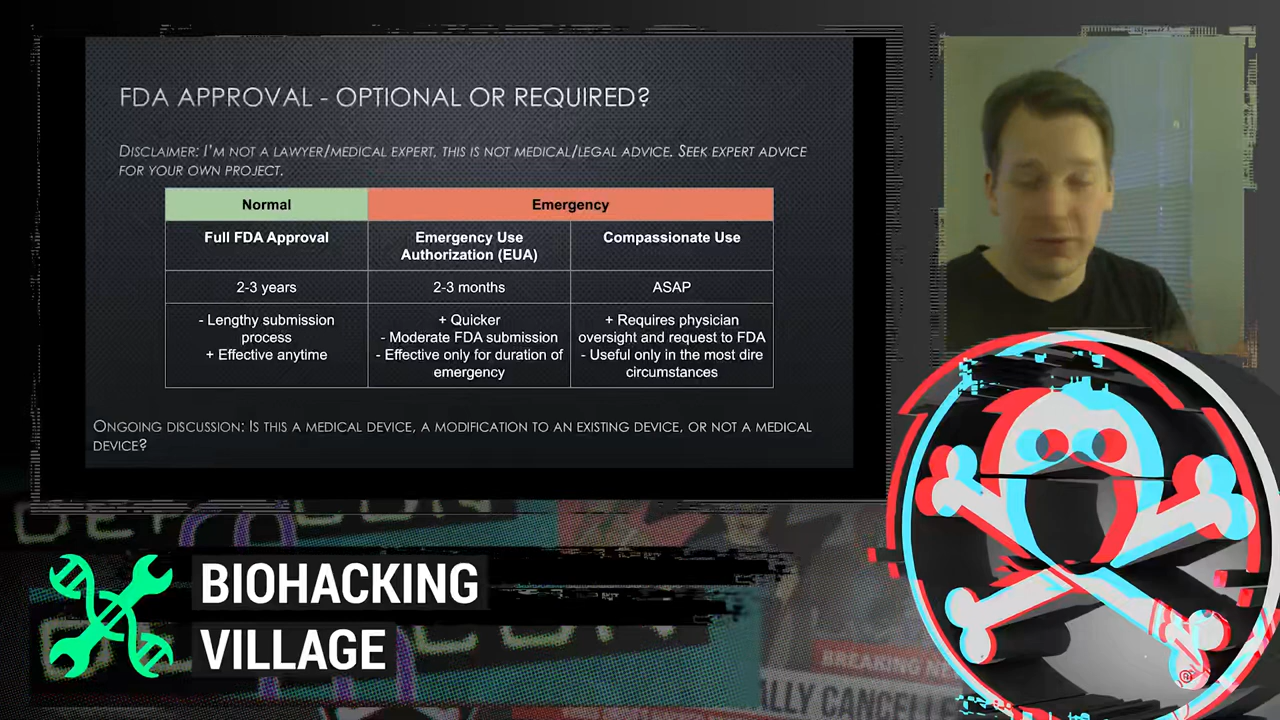 FDA APPROVAL - OPTIONAL OR REQUIRED?
DISCLAIMER: I'M NOT A LAWYER/MEDICAL EXPERT. THIS IS NOT MEDICAL/LEGAL ADVICE. SEEK EXPERT ADVICE
FOR YOUR OWN PROJECT.
Normal
Emergency
Full FDA Approval
Emergency Use
Authorization (EUA)
Compassionate Use
3 years
2-3 months
ASAP
- Lengthy submission
process
+ Effective anytime
Quicker
- Modest FDA submission
- Effective only for duration of
emergency
+ Requires physician
oversight and request to FDA
- Useful only in the most dire
circumstances
ONGOING DISCUSSION: IS THIS A MEDICAL DEVICE, A MODIFICATION TO AN EXISTING DEVICE, OR NOT A MEDICAL
DEVICE?
BIOHACKING
VILLAGE
BREAKING NE
ALLY CANCELLE